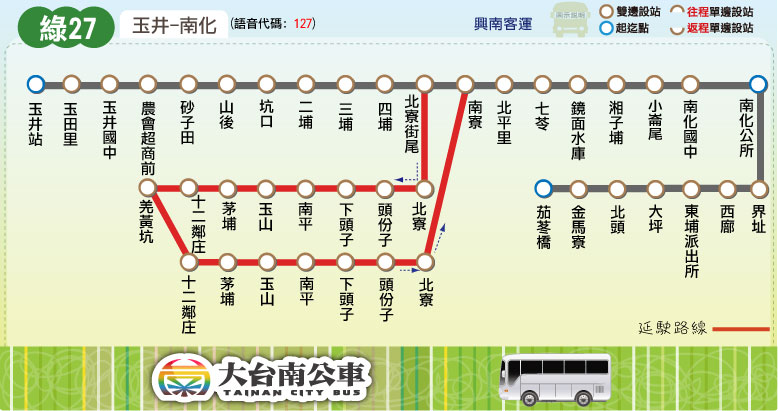 綠27
玉井-南化
(語音代碼: 127)
興南客運
雙邊設站
往程單邊設站
起迄點
返程單邊設站
玉井站
玉田里
玉井國中
農會超商前
砂子田
山後
坑口
二埔
三埔
四埔
北寮街尾
南寮
北平里
七苓
鏡面水庫
湘子埔
小崙尾
南化國中
南化公所
羌黃坑
十二鄰庄
茅埔
玉山
南平
下頭子
頭份子
北寮
茄苳橋
金馬寮
北頭
大坪
東埔派出所
西廍
界址
十二鄰庄
茅埔
玉山
南平
下頭子
頭份子
北寮
延駛路線
大台南公車
TAINAN CITY BUS